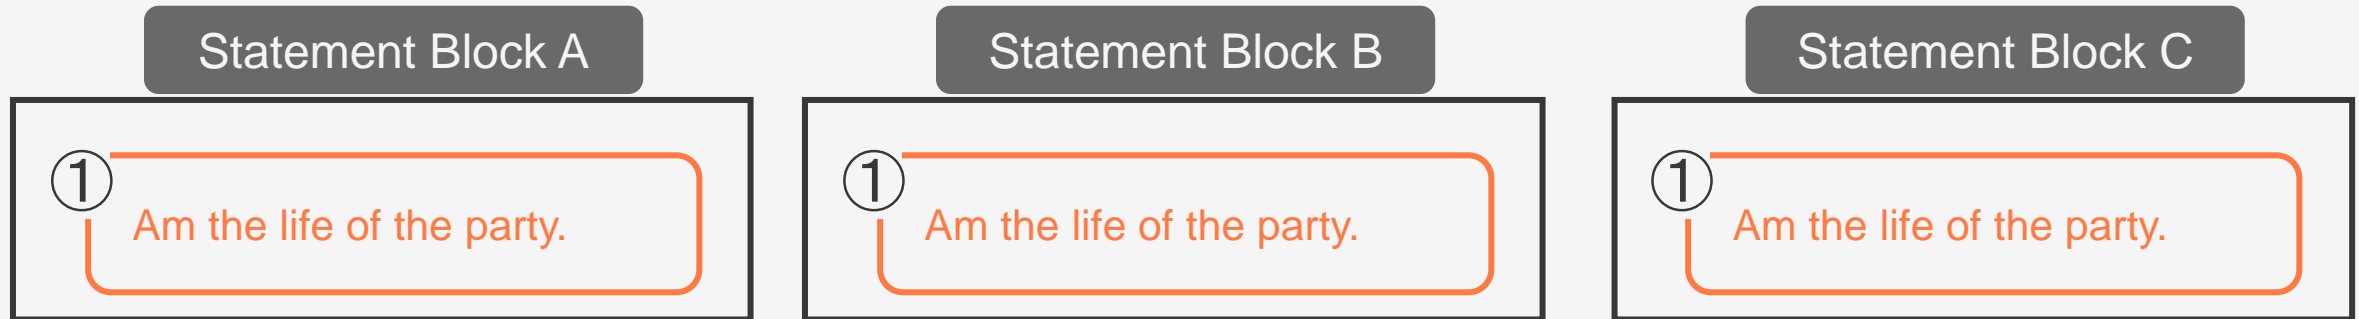 Statement Block A
Statement Block B
Statement Block C
①
Am the life of the party.
①
Am the life of the party.
①
Am the life of the party.